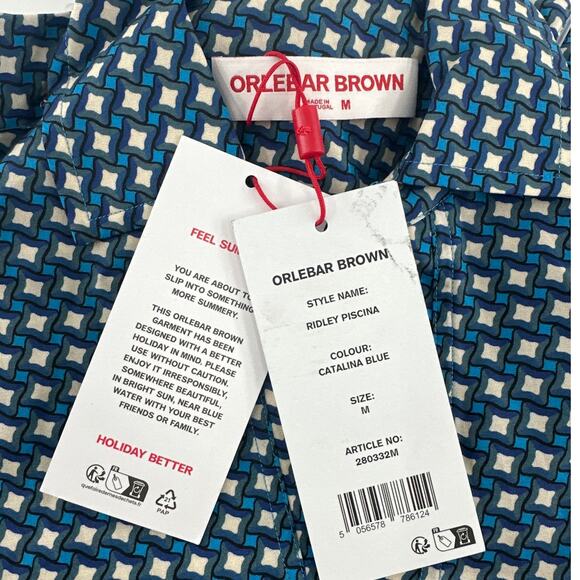 ORLEBAR BROWN
MADE IN
PORTUGAL M
FEEL SUM
YOU ARE ABOUT TO
SLIP INTO SOMETHING
MORE SUMMERY.
THIS ORLEBAR BROWN
GARMENT HAS BEEN
DESIGNED WITH A BETTER
HOLIDAY IN MIND. PLEASE
USE WITHOUT CAUTION.
ENJOY IT IRRESPONSIBLY,
SOMEWHERE BEAUTIFUL,
IN BRIGHT SUN, NEAR BLUE
WATER WITH YOUR BEST
FRIENDS OR FAMILY.
HOLIDAY BETTER
quefairedemesdechets.fr
PAP
ORLEBAR BROWN
STYLE NAME:
RIDLEY PISCINA
COLOUR:
CATALINA BLUE
SIZE:
M
ARTICLE NO:
280332M
5 056578 786124